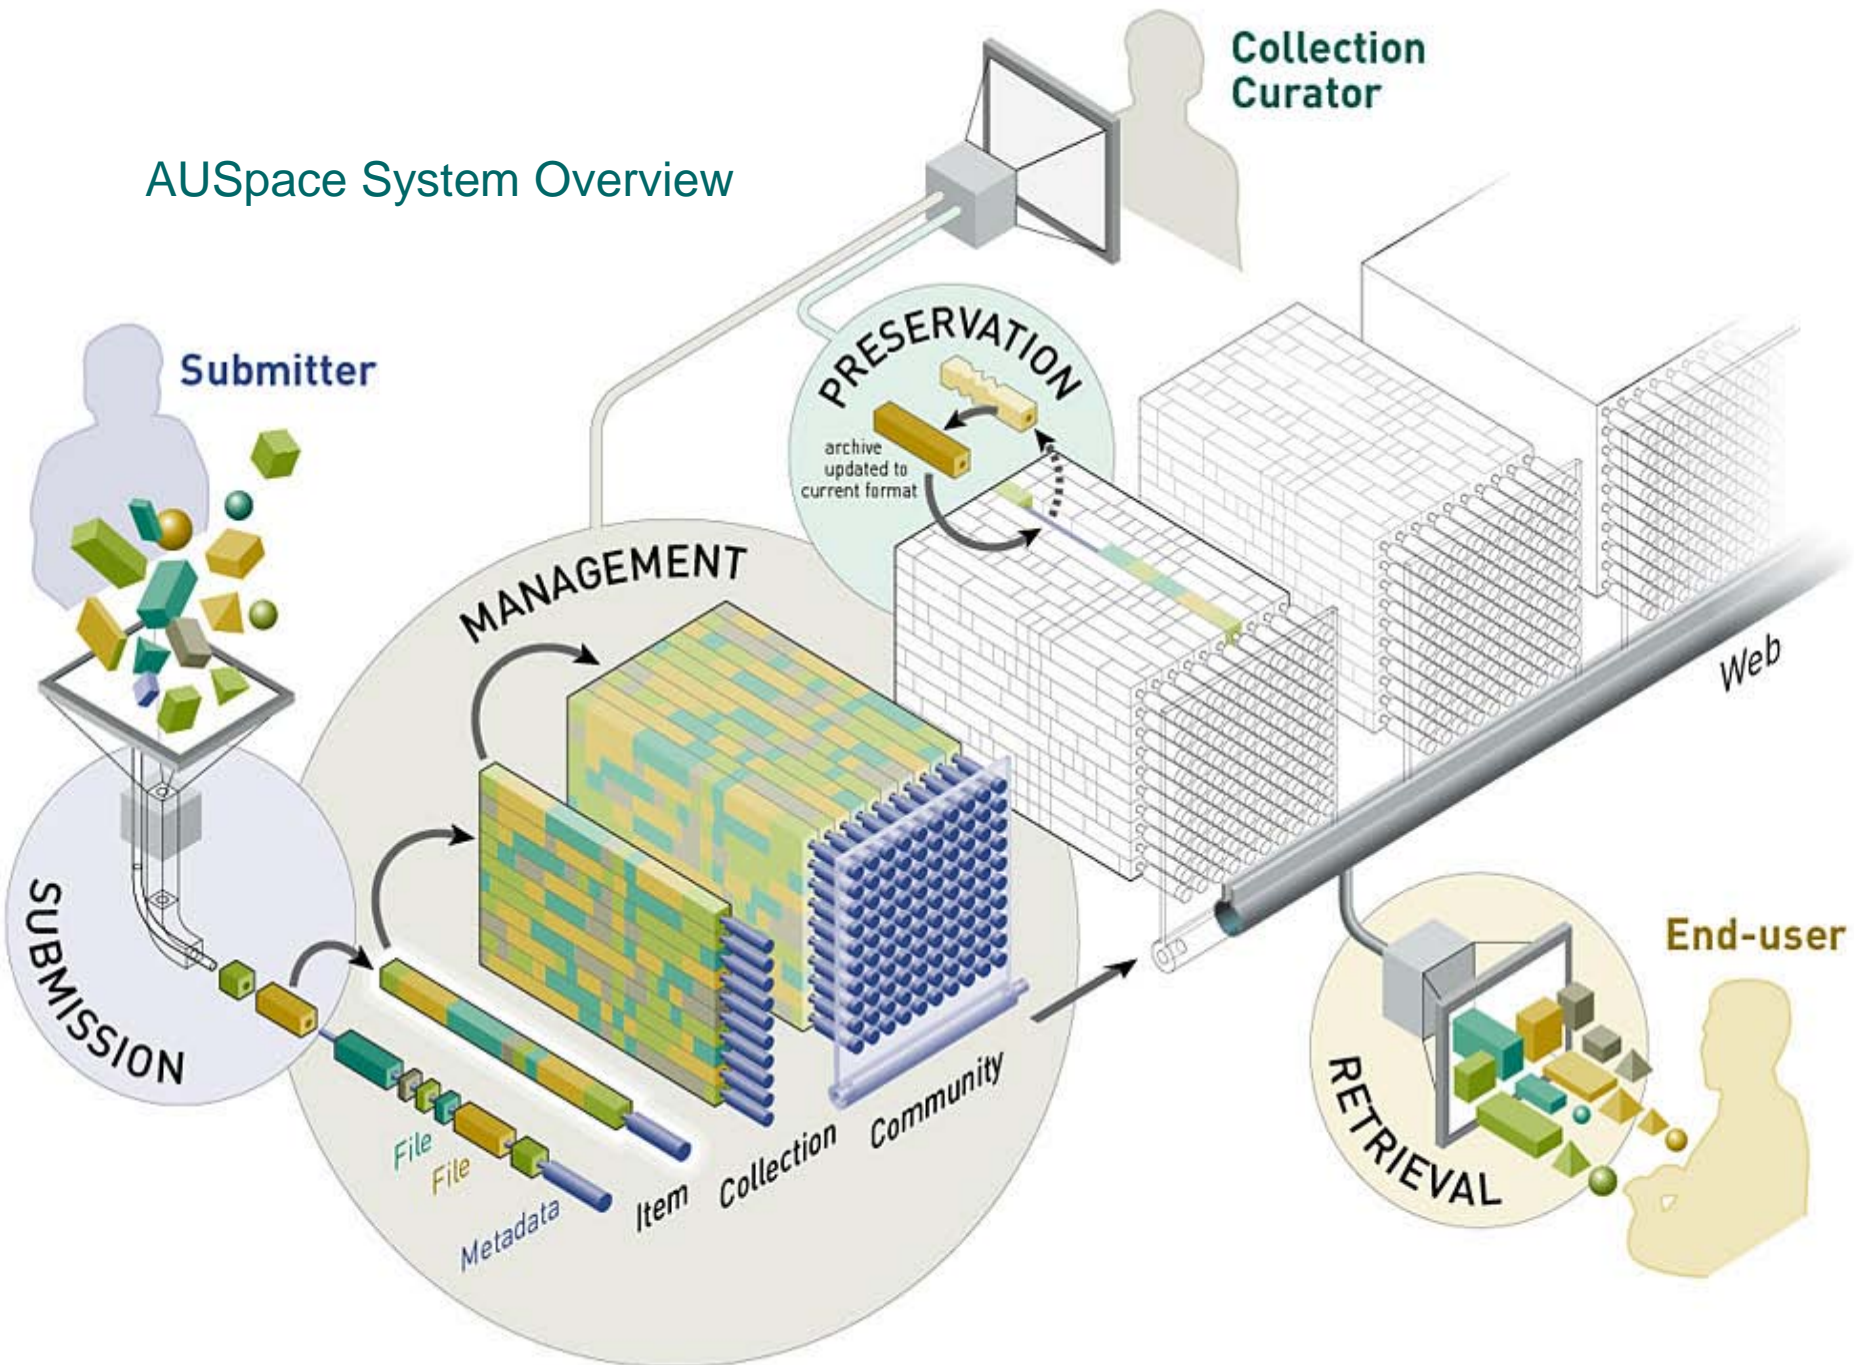 Collection
Curator
AUSpace System Overview
Submitter
PRESERVATION
archive
updated to
current format
MANAGEMENT
Web
SUBMISSION
End-user
File
File
Metadata
Item
Collection
Community
RETRIEVAL